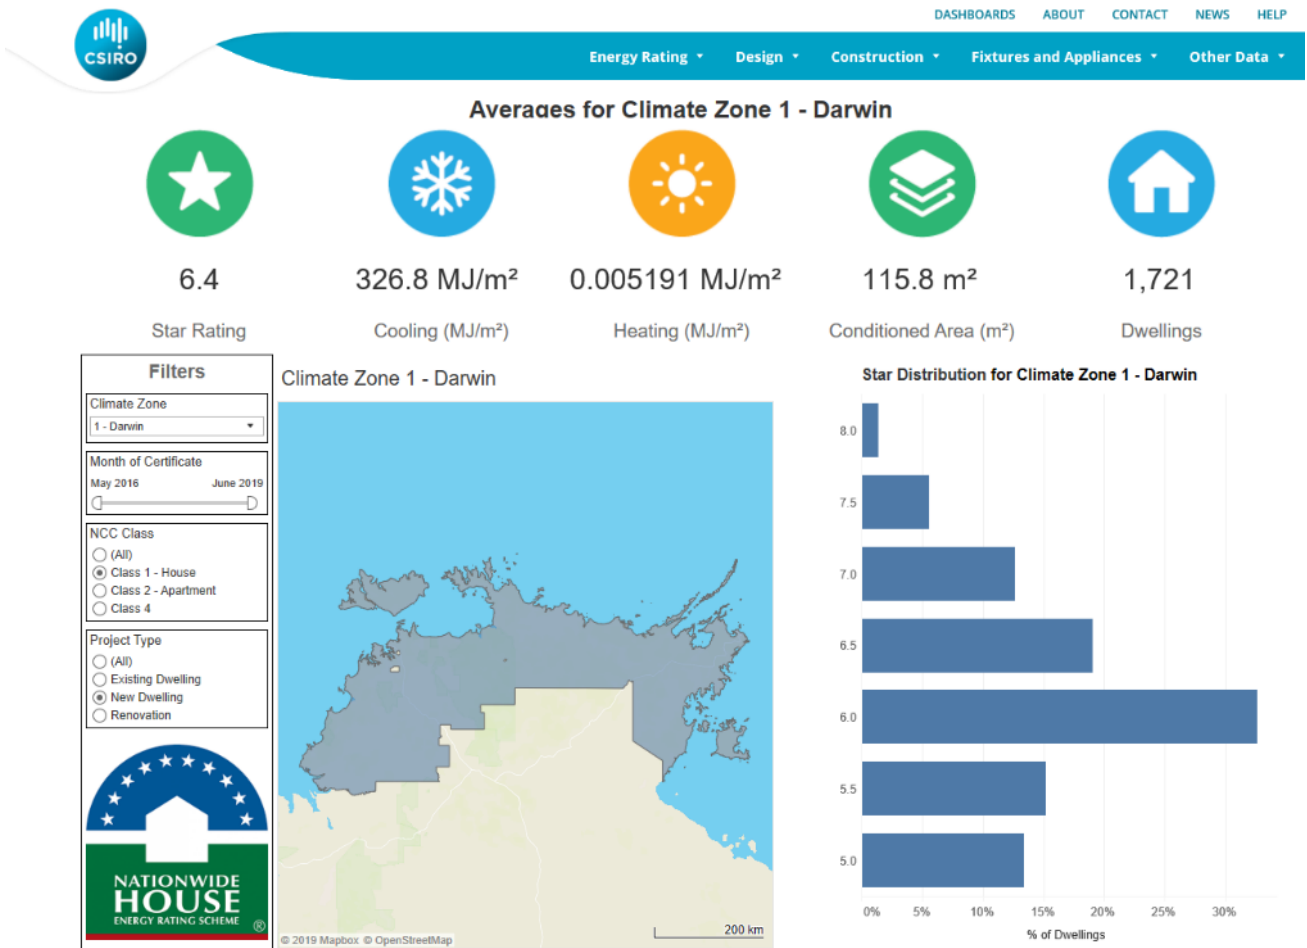 DASHBOARDS ABOUT CONTACT NEWS HELP
CSIRO
Energy Rating Design Construction Fixtures and Appliances Other Data
Averages for Climate Zone 1 - Darwin
6.4 326.8 MJ/m² 0.005191 MJ/m² 115.8 m² 1,721
Star Rating Cooling (MJ/m²) Heating (MJ/m²) Conditioned Area (m²) Dwellings
Filters
Climate Zone
1 - Darwin
Month of Certificate
May 2016 June 2019
NCC Class
(All)
Class 1 - House
Class 2 - Apartment
Class 4
Project Type
(All)
Existing Dwelling
New Dwelling
Renovation
NATIONWIDE
HOUSE
ENERGY RATING SCHEME ®
Climate Zone 1 - Darwin
200 km
© 2019 Mapbox © OpenStreetMap
Star Distribution for Climate Zone 1 - Darwin
8.0
7.5
7.0
6.5
6.0
5.5
5.0
0% 5% 10% 15% 20% 25% 30%
% of Dwellings